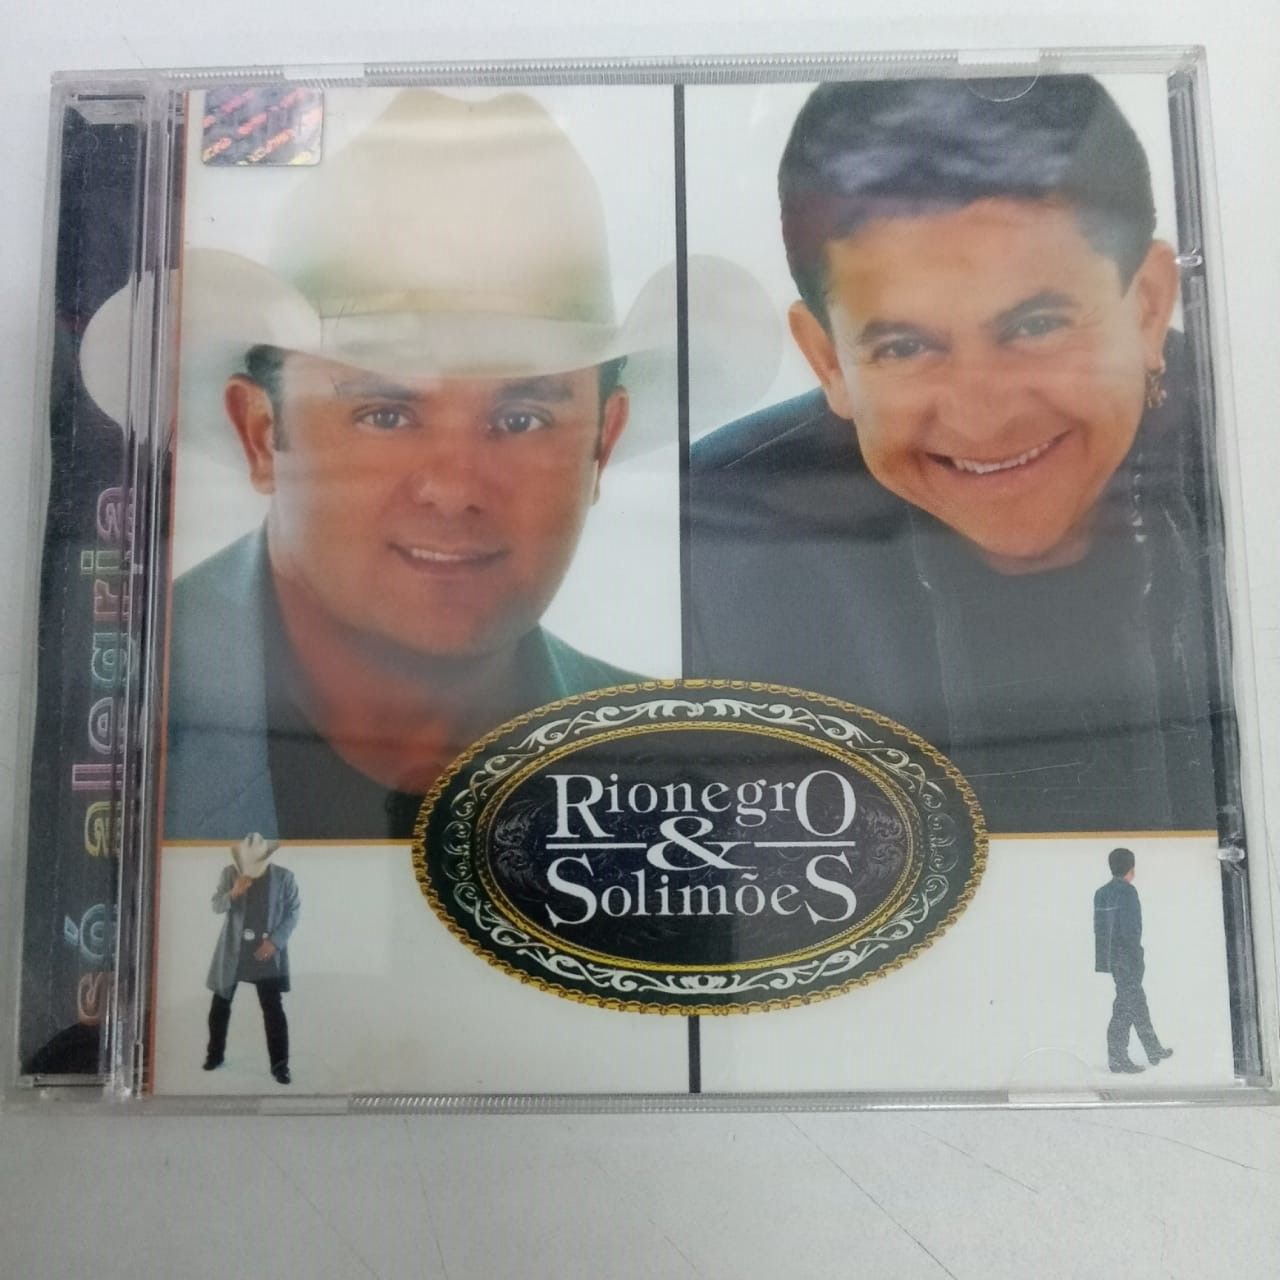 só alegria
RionegrO
&
SolimõeS